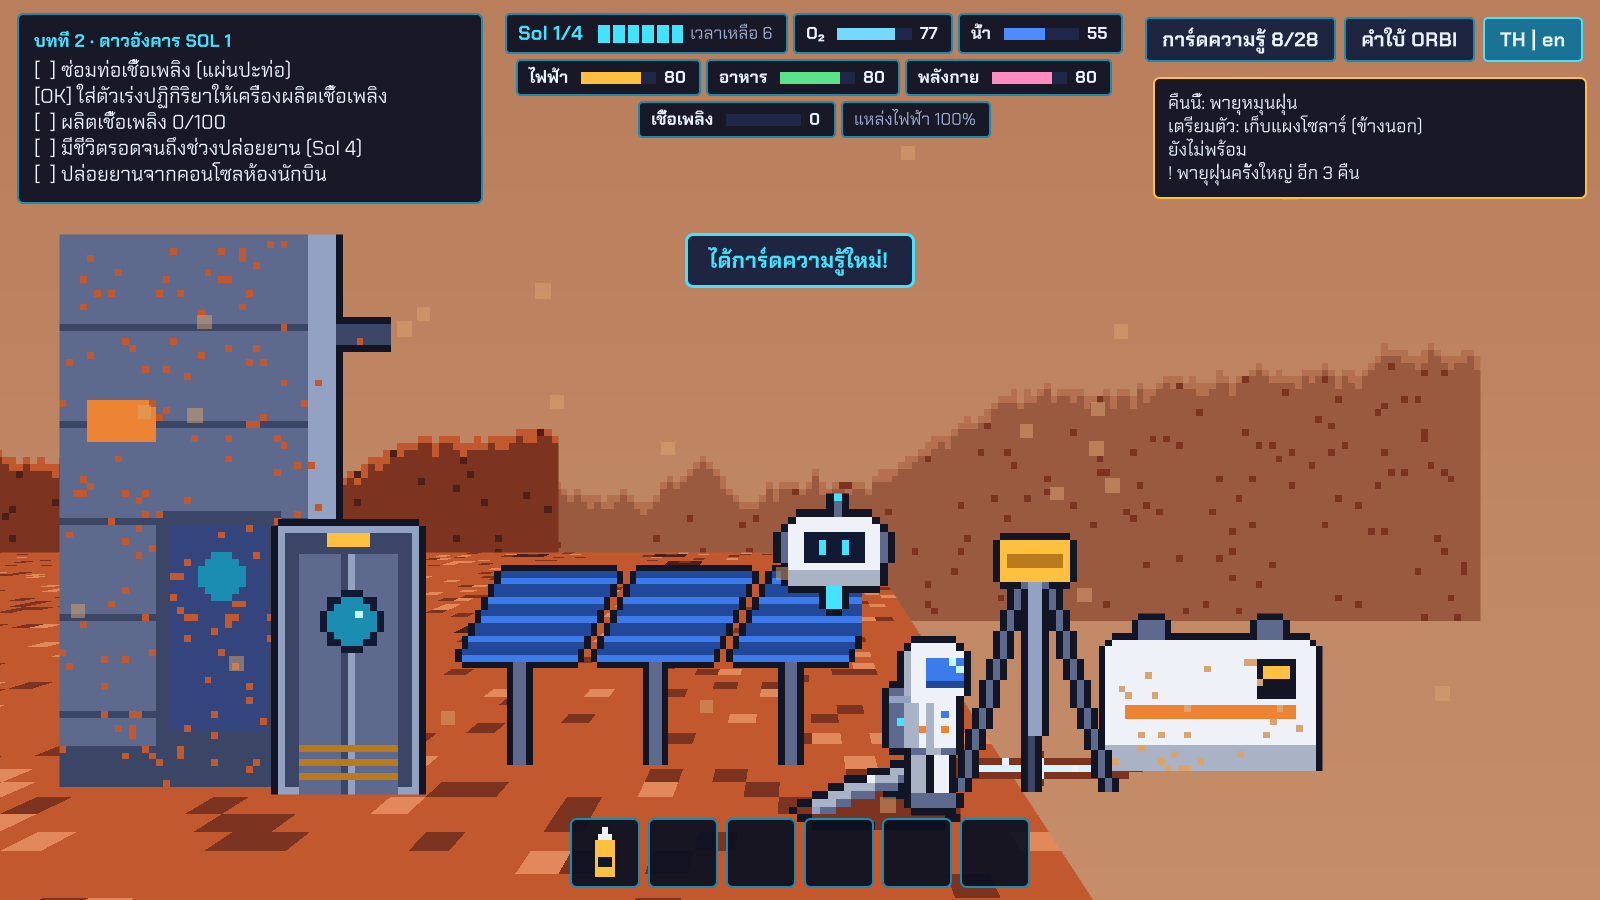 บทที่ 2 · ดาวอังคาร SOL 1
[ ] ซ่อมท่อเชื้อเพลิง (แผ่นปะท่อ)
[OK] ใส่ตัวเร่งปฏิกิริยาให้เครื่องผลิตเชื้อเพลิง
[ ] ผลิตเชื้อเพลิง 0/100
[ ] มีชีวิตรอดจนถึงช่วงปล่อยยาน (Sol 4)
[ ] ปล่อยยานจากคอนโซลห้องนักบิน
Sol 1/4 เวลาเหลือ 6
O₂ 77
น้ำ 55
ไฟฟ้า 80
อาหาร 80
พลังกาย 80
เชื้อเพลิง 0
แหล่งไฟฟ้า 100%
การ์ดความรู้ 8/28
คำใบ้ ORBI
TH | en
คืนนี้: พายุหมุนฝุ่น
เตรียมตัว: เก็บแผงโซลาร์ (ข้างนอก)
ยังไม่พร้อม
! พายุฝุ่นครั้งใหญ่ อีก 3 คืน
ได้การ์ดความรู้ใหม่!